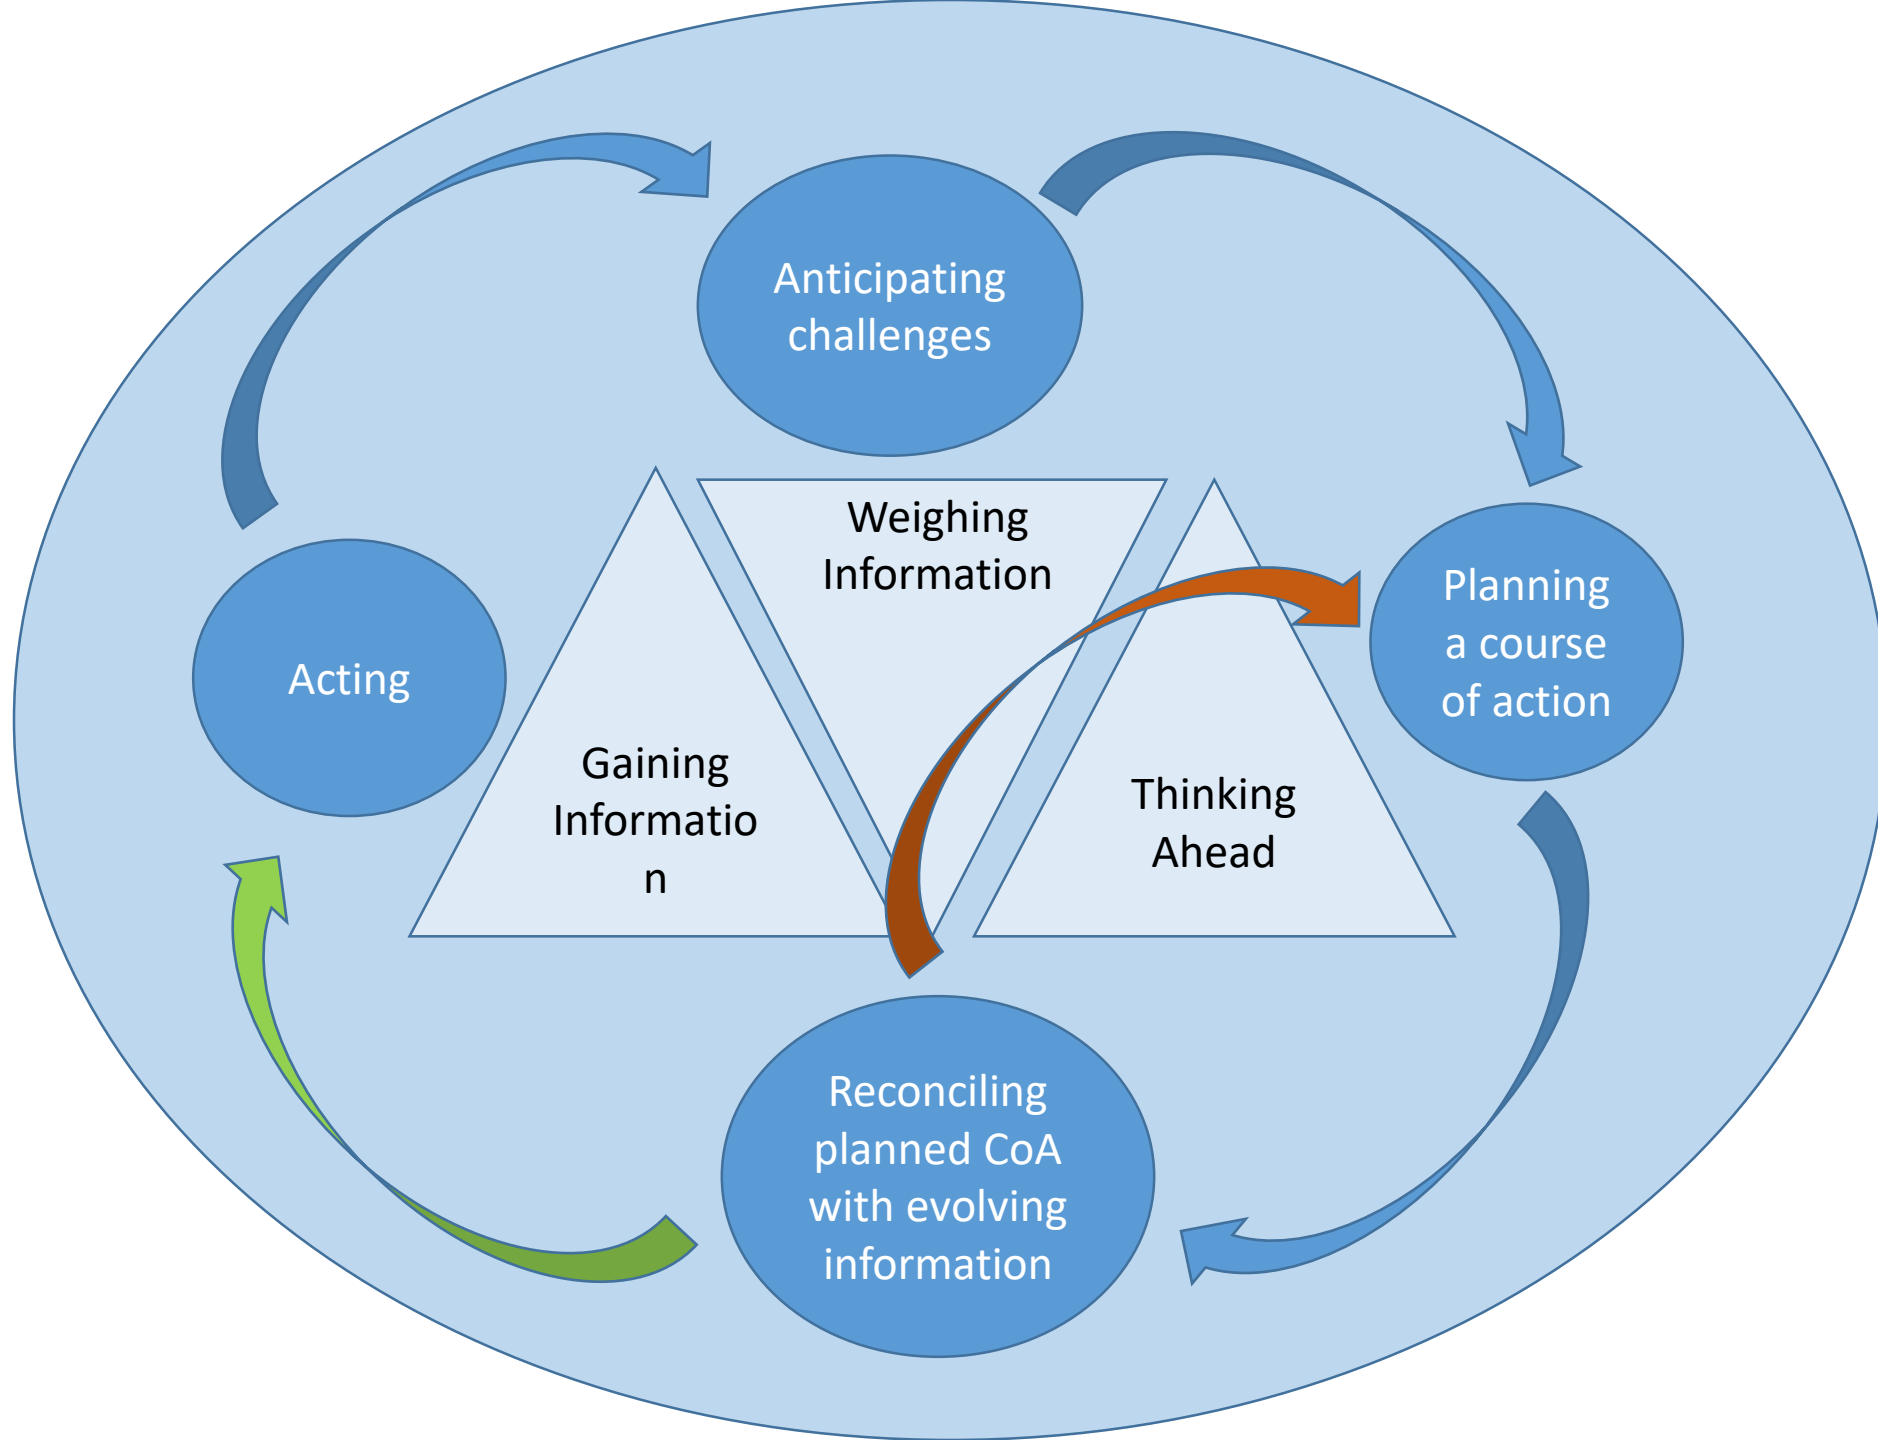 Anticipating
challenges
Weighing
Information
Planning
a course
of action
Acting
Gaining
Informatio
n
Thinking
Ahead
Reconciling
planned CoA
with evolving
information